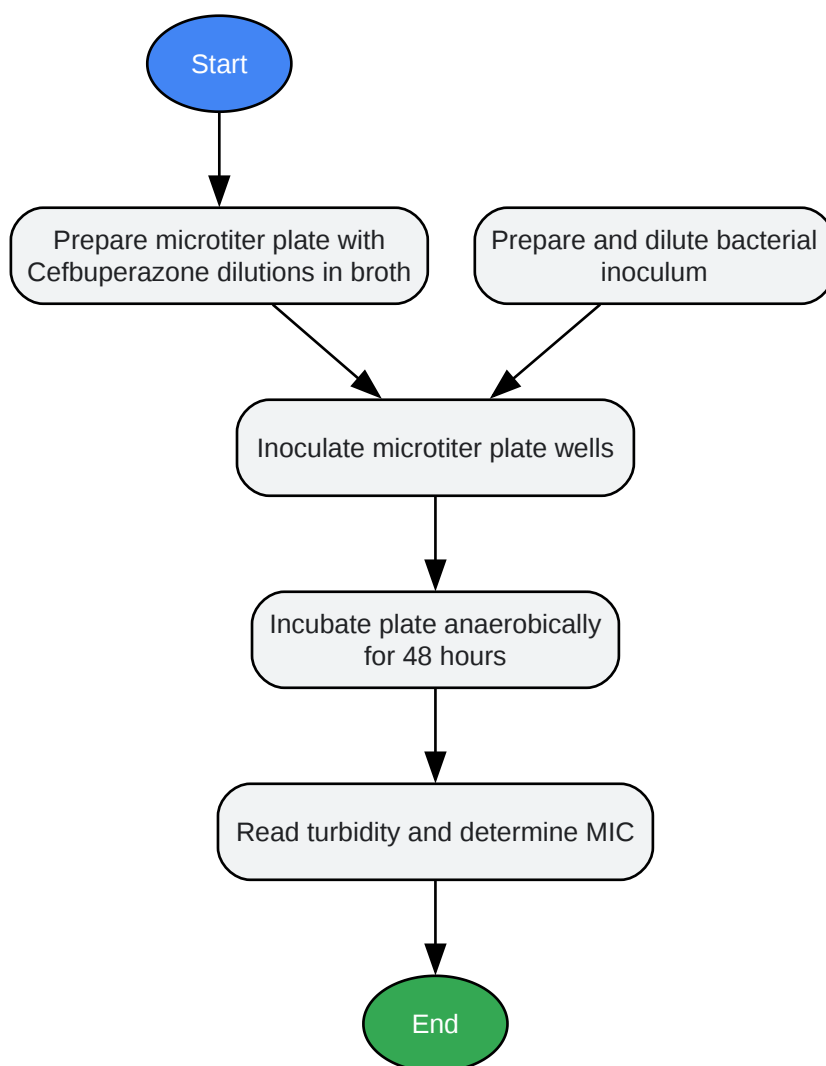 Start
Prepare microtiter plate with
Cefbuperazone dilutions in broth
Prepare and dilute bacterial
inoculum
Inoculate microtiter plate wells
Incubate plate anaerobically
for 48 hours
Read turbidity and determine MIC
End